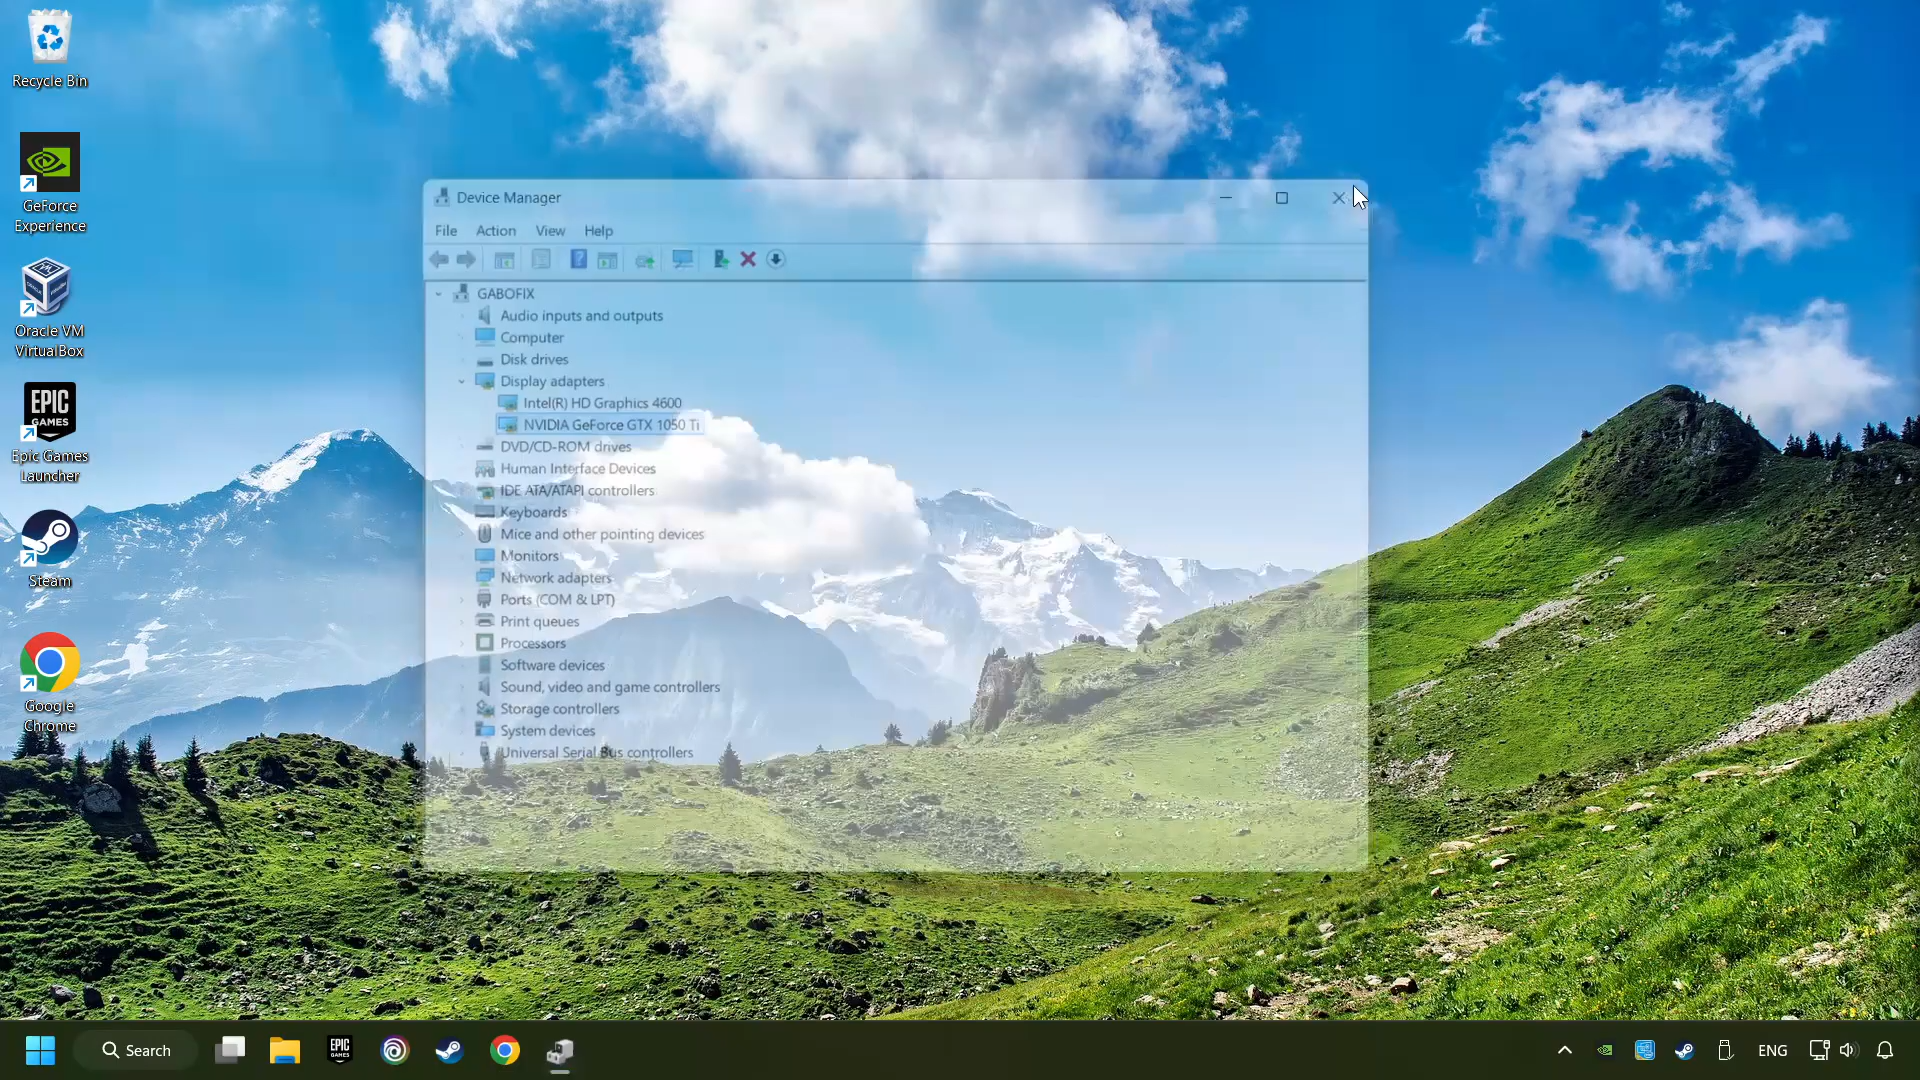 Recycle Bin
GeForce
Experience
Oracle VM
VirtualBox
EPIC
GAMES
Epic Games
Launcher
Steam
Google
Chrome
Device Manager
File Action View Help
GABOFIX
Audio inputs and outputs
Computer
Disk drives
Display adapters
Intel(R) HD Graphics 4600
NVIDIA GeForce GTX 1050 Ti
DVD/CD-ROM drives
Human Interface Devices
IDE ATA/ATAPI controllers
Keyboards
Mice and other pointing devices
Monitors
Network adapters
Ports (COM & LPT)
Print queues
Processors
Software devices
Sound, video and game controllers
Storage controllers
System devices
Universal Serial Bus controllers
Search
EPIC
GAMES
ENG